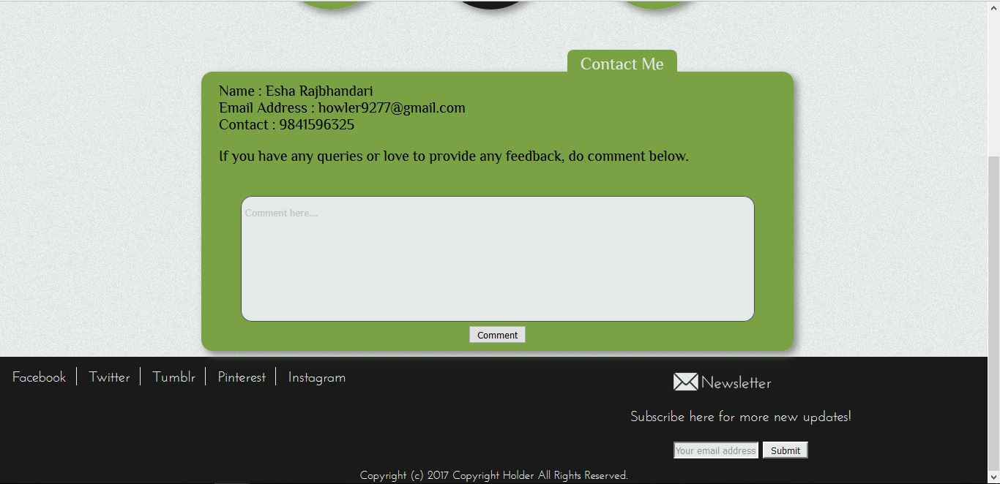 Contact Me
Name : Esha Rajbhandari
Email Address : howler9277@gmail.com
Contact : 9841596325
If you have any queries or love to provide any feedback, do comment below.
Comment here....
Comment
Facebook
Twitter
Tumblr
Pinterest
Instagram
Newsletter
Subscribe here for more new updates!
Your email address
Submit
Copyright (c) 2017 Copyright Holder All Rights Reserved.